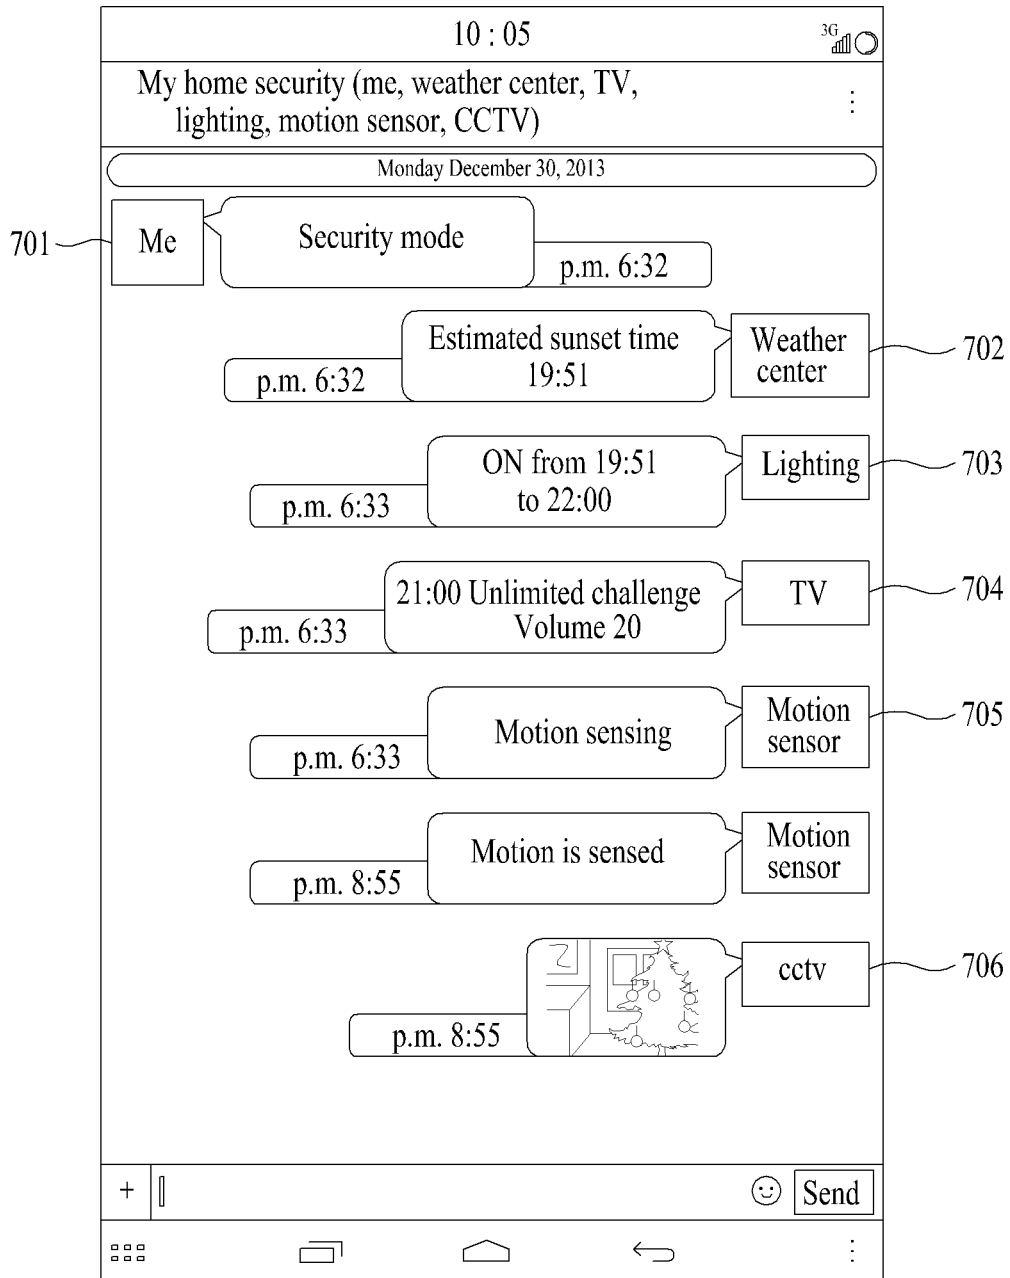 10 : 05
3G
My home security (me, weather center, TV,
lighting, motion sensor, CCTV)
Monday December 30, 2013
701
Me
Security mode
p.m. 6:32
Estimated sunset time
19:51
p.m. 6:32
Weather
center
702
ON from 19:51
to 22:00
p.m. 6:33
Lighting
703
21:00 Unlimited challenge
Volume 20
p.m. 6:33
TV
704
Motion sensing
p.m. 6:33
Motion
sensor
705
Motion is sensed
p.m. 8:55
Motion
sensor
p.m. 8:55
cctv
706
+
Send